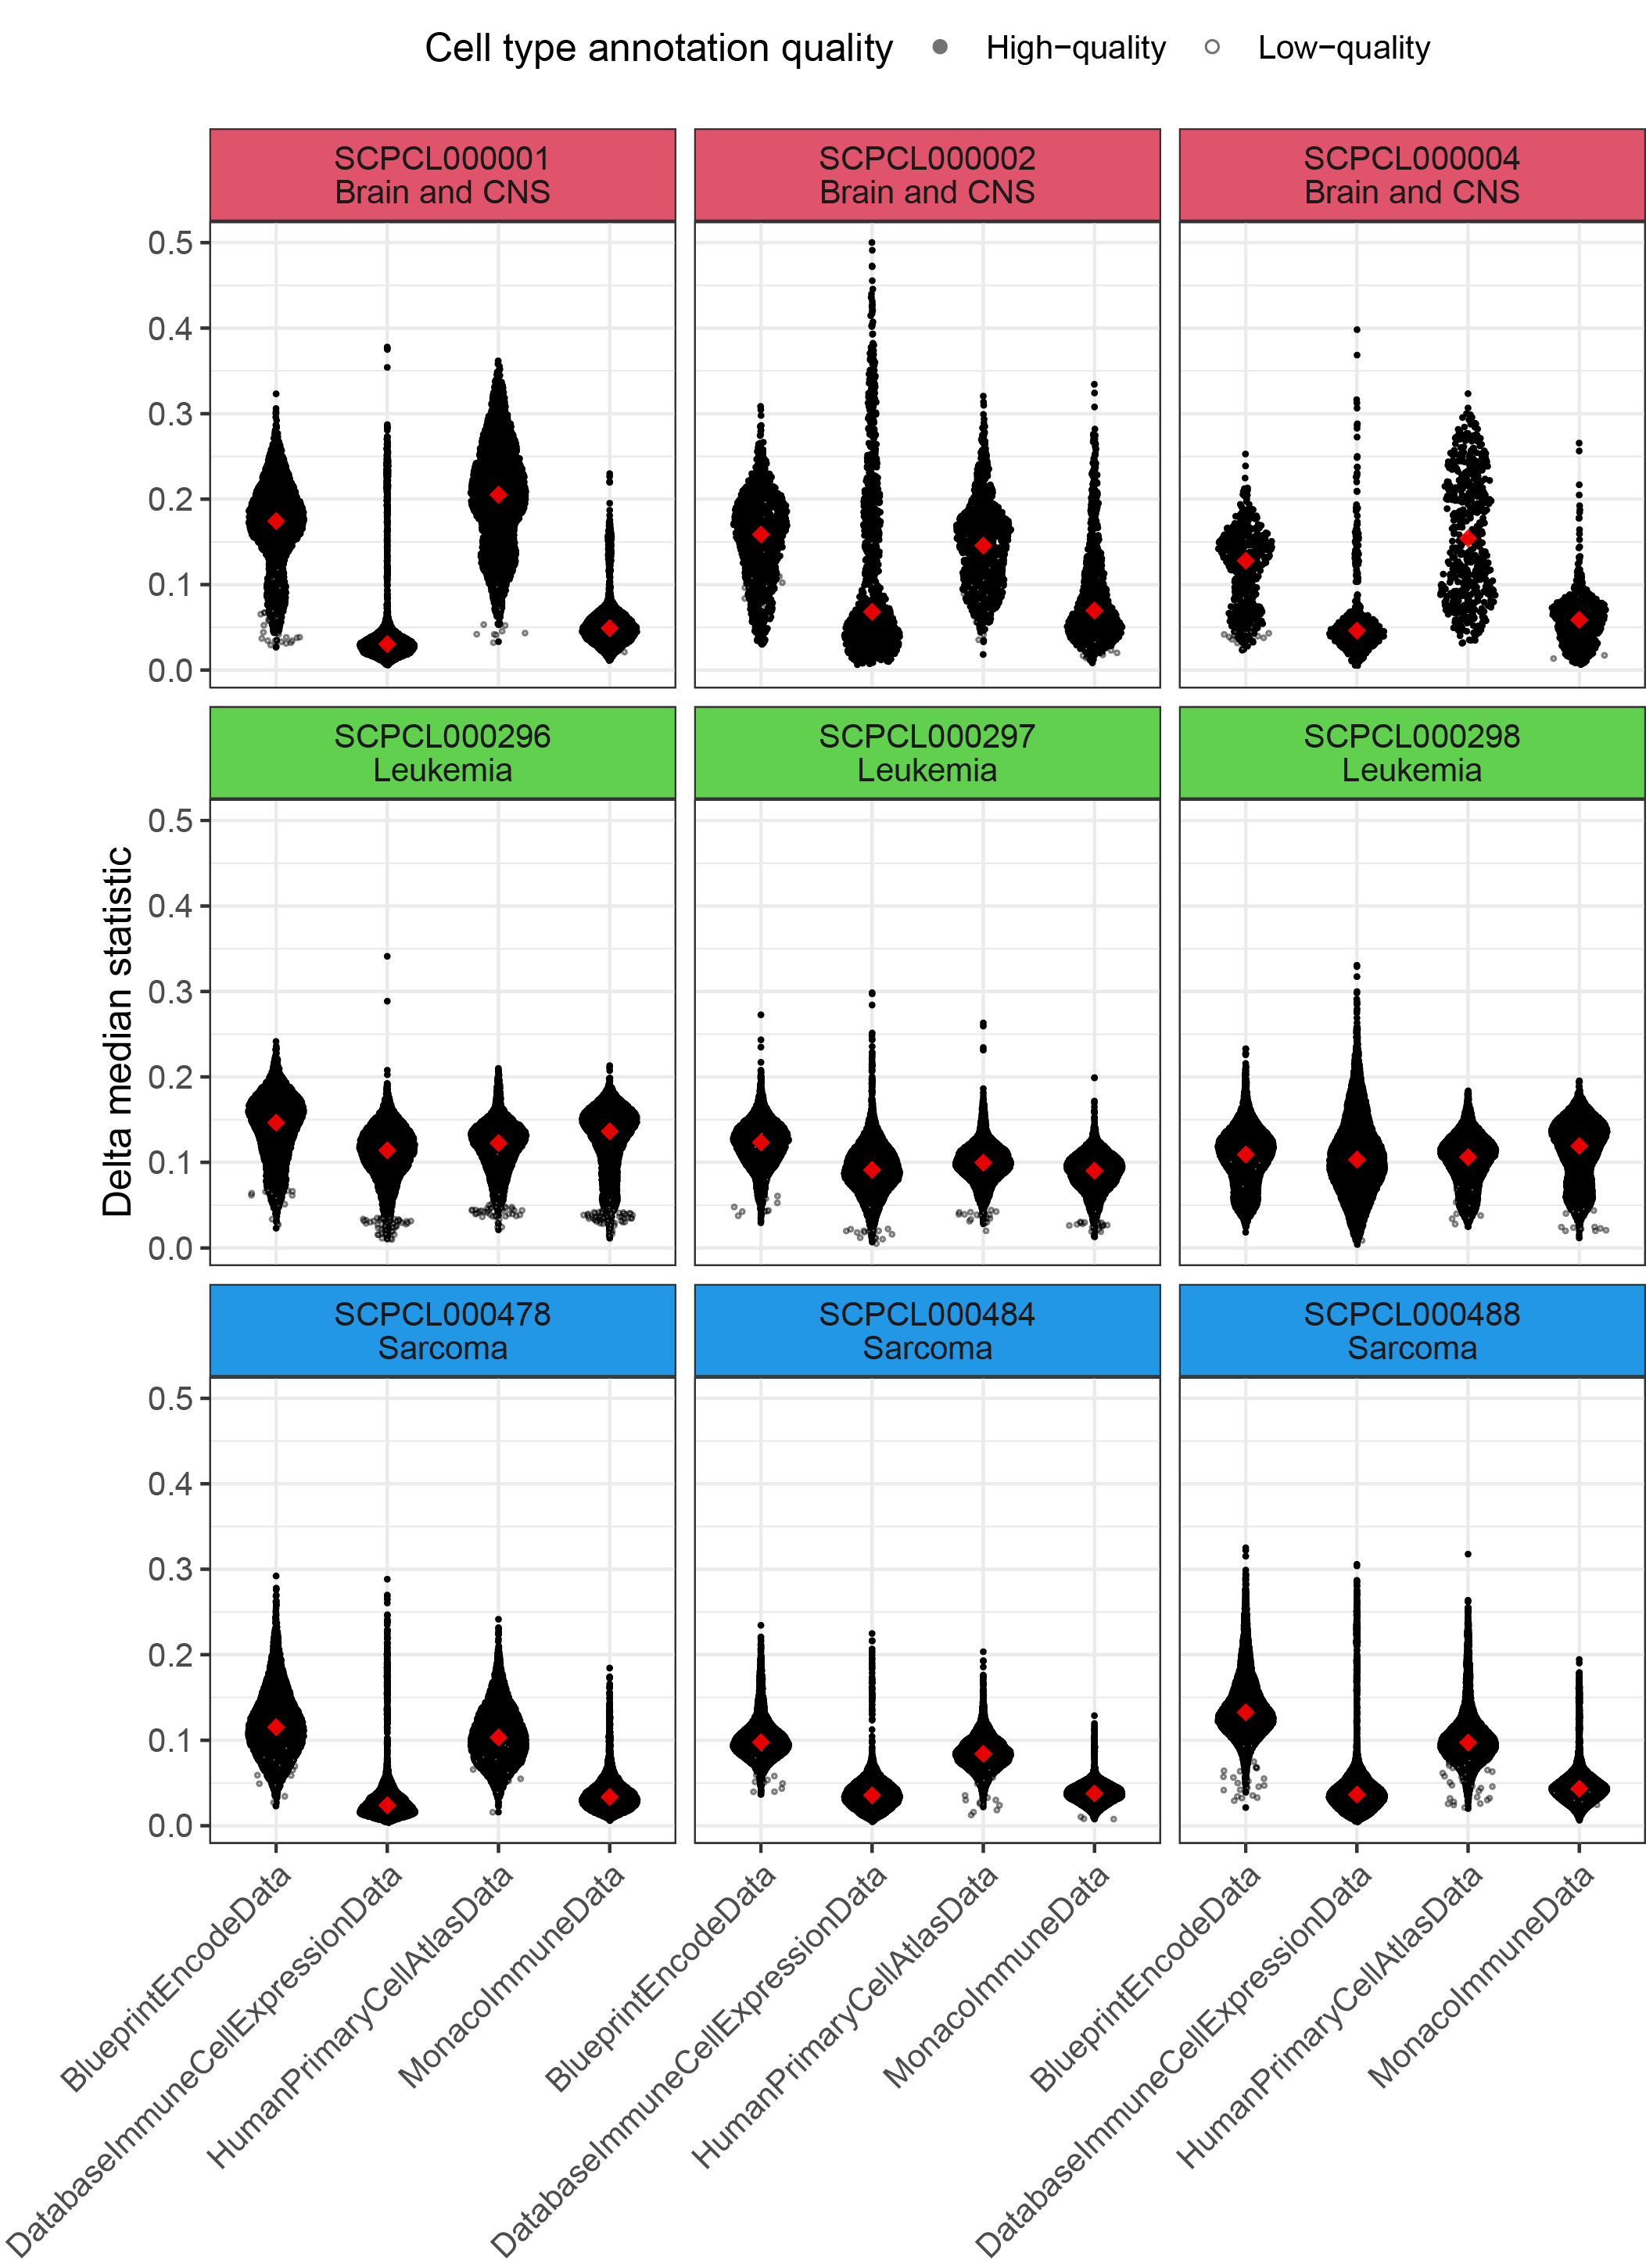 Cell type annotation quality High−quality Low−quality
SCPCL000001
Brain and CNS
SCPCL000002
Brain and CNS
SCPCL000004
Brain and CNS
0.5
0.4
0.3
0.2
0.1
0.0
SCPCL000296
Leukemia
SCPCL000297
Leukemia
SCPCL000298
Leukemia
0.5
0.4
0.3
0.2
0.1
0.0
Delta median statistic
SCPCL000478
Sarcoma
SCPCL000484
Sarcoma
SCPCL000488
Sarcoma
0.5
0.4
0.3
0.2
0.1
0.0
BlueprintEncodeData
DatabaseImmuneCellExpressionData
HumanPrimaryCellAtlasData
MonacoImmuneData
BlueprintEncodeData
DatabaseImmuneCellExpressionData
HumanPrimaryCellAtlasData
MonacoImmuneData
BlueprintEncodeData
DatabaseImmuneCellExpressionData
HumanPrimaryCellAtlasData
MonacoImmuneData